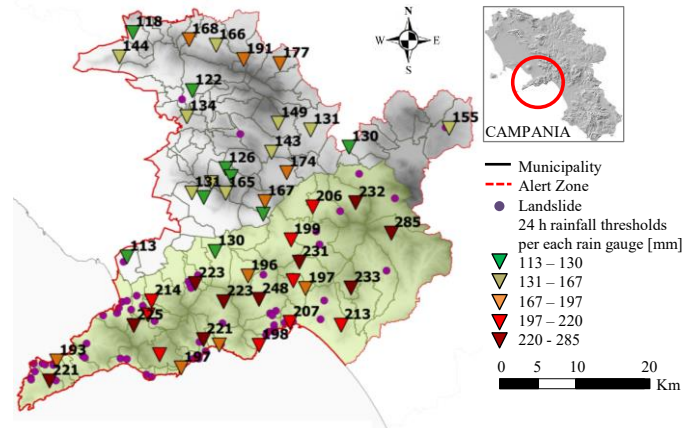 118
168
166
144
191
177
122
134
149
131
155
143
130
126
174
131
165
167
206
232
285
199
113
130
231
196
223
197
233
214
223
248
225
207
213
221
198
193
197
221
N
W
E
S
CAMPANIA
Municipality
Alert Zone
Landslide
24 h rainfall thresholds
per each rain gauge [mm]
113 – 130
131 – 167
167 – 197
197 – 220
220 - 285
0
5
10
20
Km